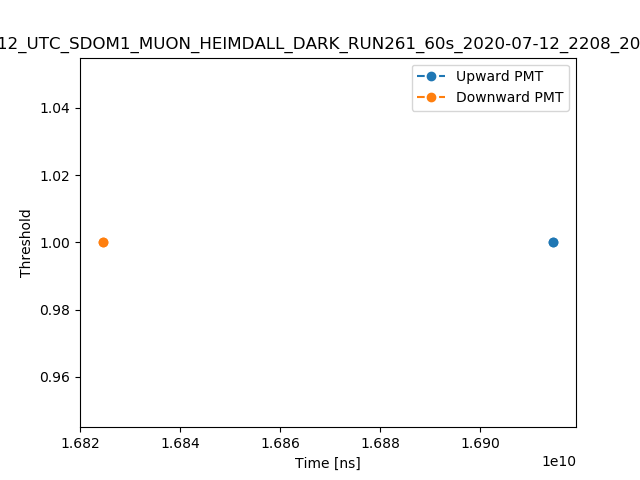 12_UTC_SDOM1_MUON_HEIMDALL_DARK_RUN261_60s_2020-07-12_2208_20
Upward PMT
Downward PMT
1.04
1.02
1.00
0.98
0.96
Threshold
1.682 1.684 1.686 1.688 1.690
Time [ns]
1e10